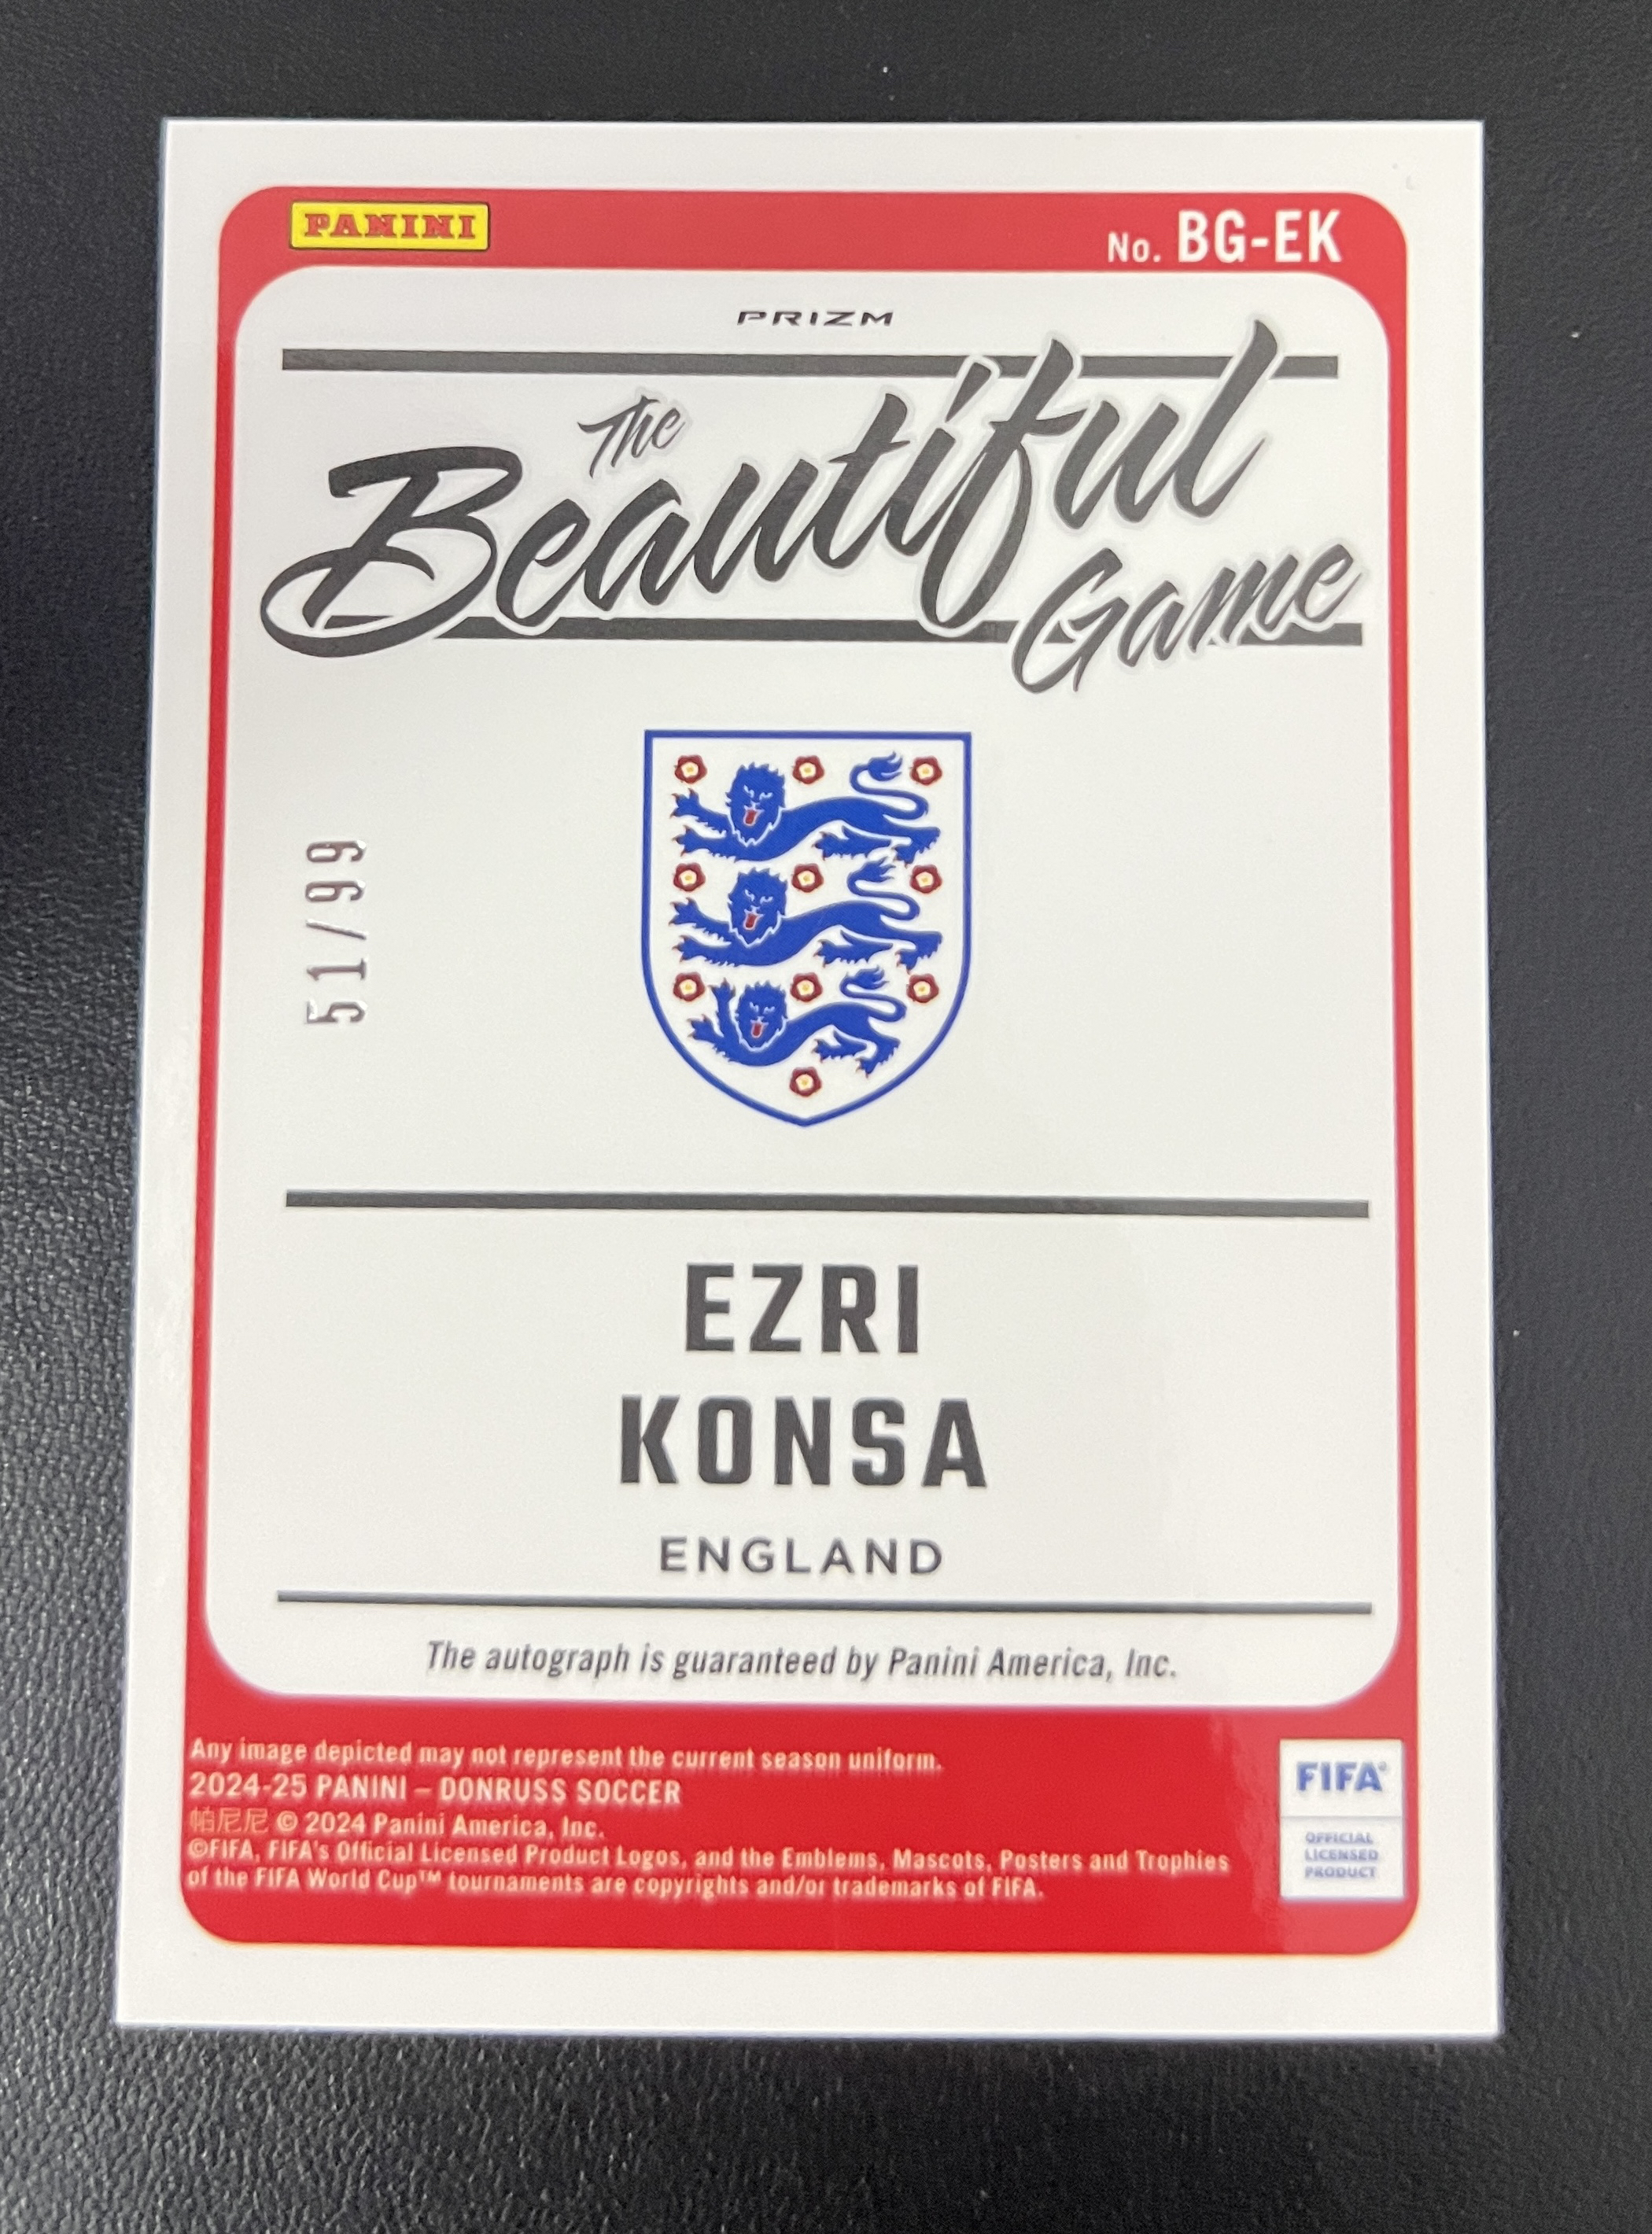 PANINI
No. BG-EK
PRIZM
The
Beautiful
Game
51/99
EZRI
KONSA
ENGLAND
The autograph is guaranteed by Panini America, Inc.
Any image depicted may not represent the current season uniform.
2024-25 PANINI – DONRUSS SOCCER
帕尼尼 © 2024 Panini America, Inc.
©FIFA, FIFA's Official Licensed Product Logos, and the Emblems, Mascots, Posters and Trophies
of the FIFA World Cup™ tournaments are copyrights and/or trademarks of FIFA.
FIFA®
OFFICIAL
LICENSED
PRODUCT